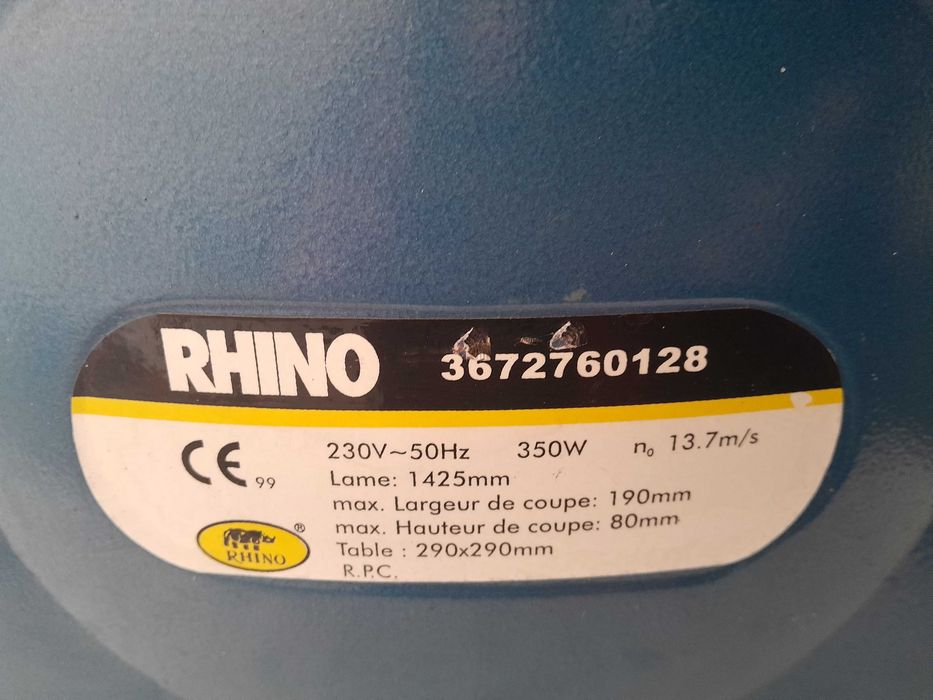 RHINO 3672760128
CE 99 230V~50Hz 350W n₀ 13.7m/s
Lame: 1425mm
max. Largeur de coupe: 190mm
max. Hauteur de coupe: 80mm
Table : 290x290mm
R.P.C.
RHINO ®